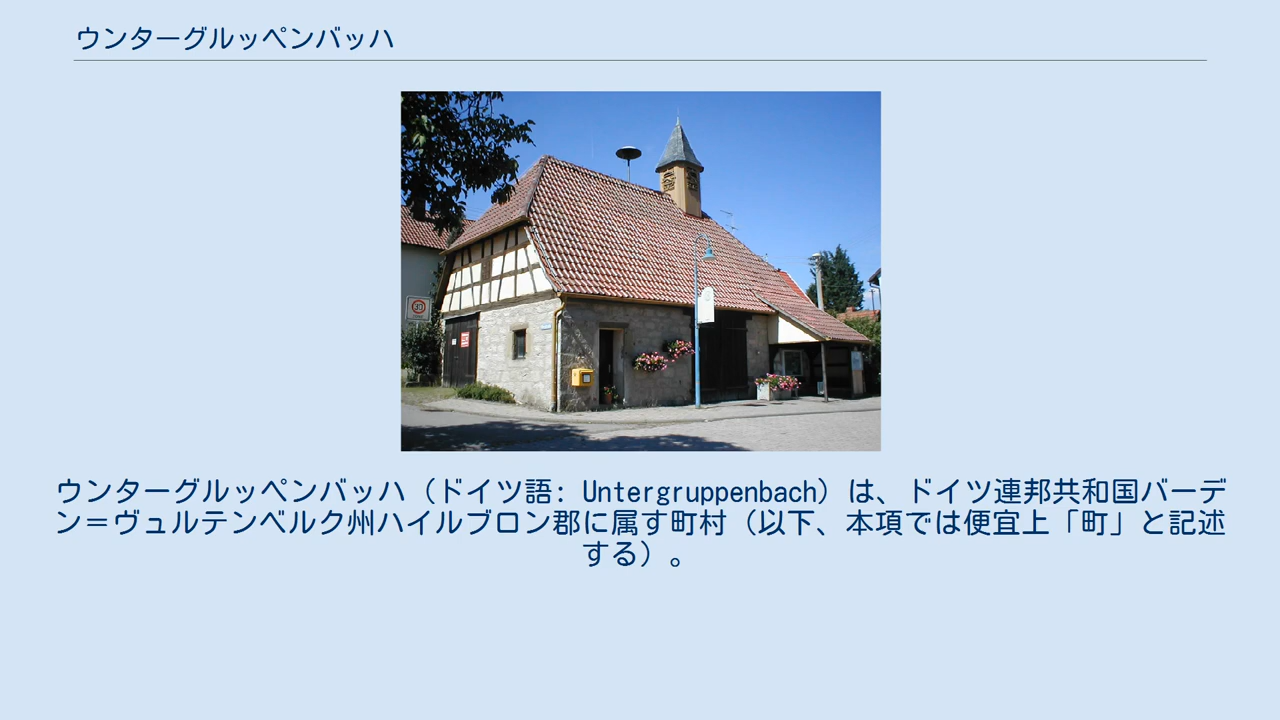 ウンターグルッペンバッハ
ウンターグルッペンバッハ（ドイツ語: Untergruppenbach）は、ドイツ連邦共和国バーデ
ン＝ヴュルテンベルク州ハイルブロン郡に属す町村（以下、本項では便宜上「町」と記述
する）。